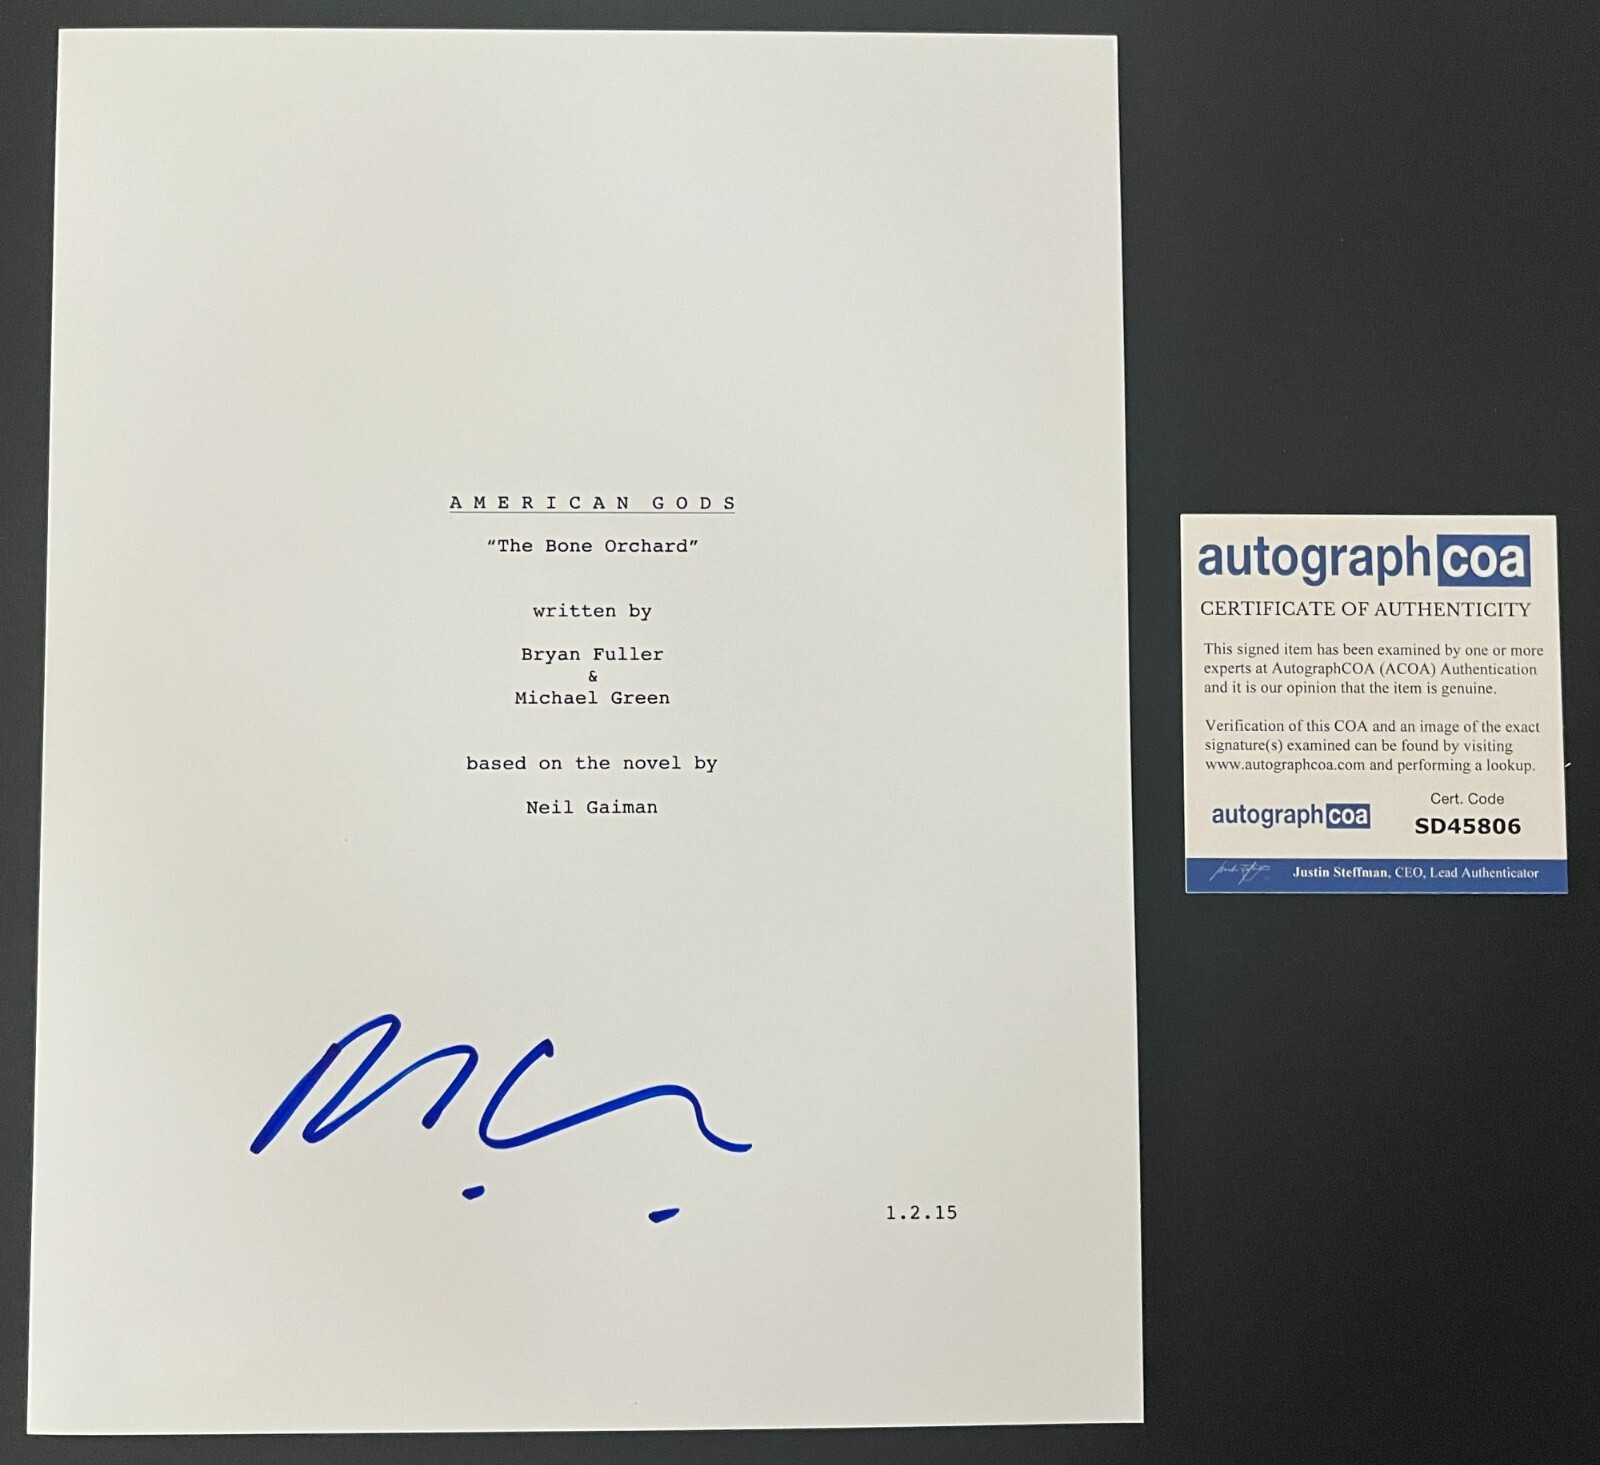 A M E R I C A N  G O D S
“The Bone Orchard”
written by
Bryan Fuller
&
Michael Green
based on the novel by
Neil Gaiman
1.2.15
autograph coa
CERTIFICATE OF AUTHENTICITY
This signed item has been examined by one or more
experts at AutographCOA (ACOA) Authentication
and it is our opinion that the item is genuine.
Verification of this COA and an image of the exact
signature(s) examined can be found by visiting
www.autographcoa.com and performing a lookup.
autograph coa
Cert. Code
SD45806
Justin Steffman, CEO, Lead Authenticator